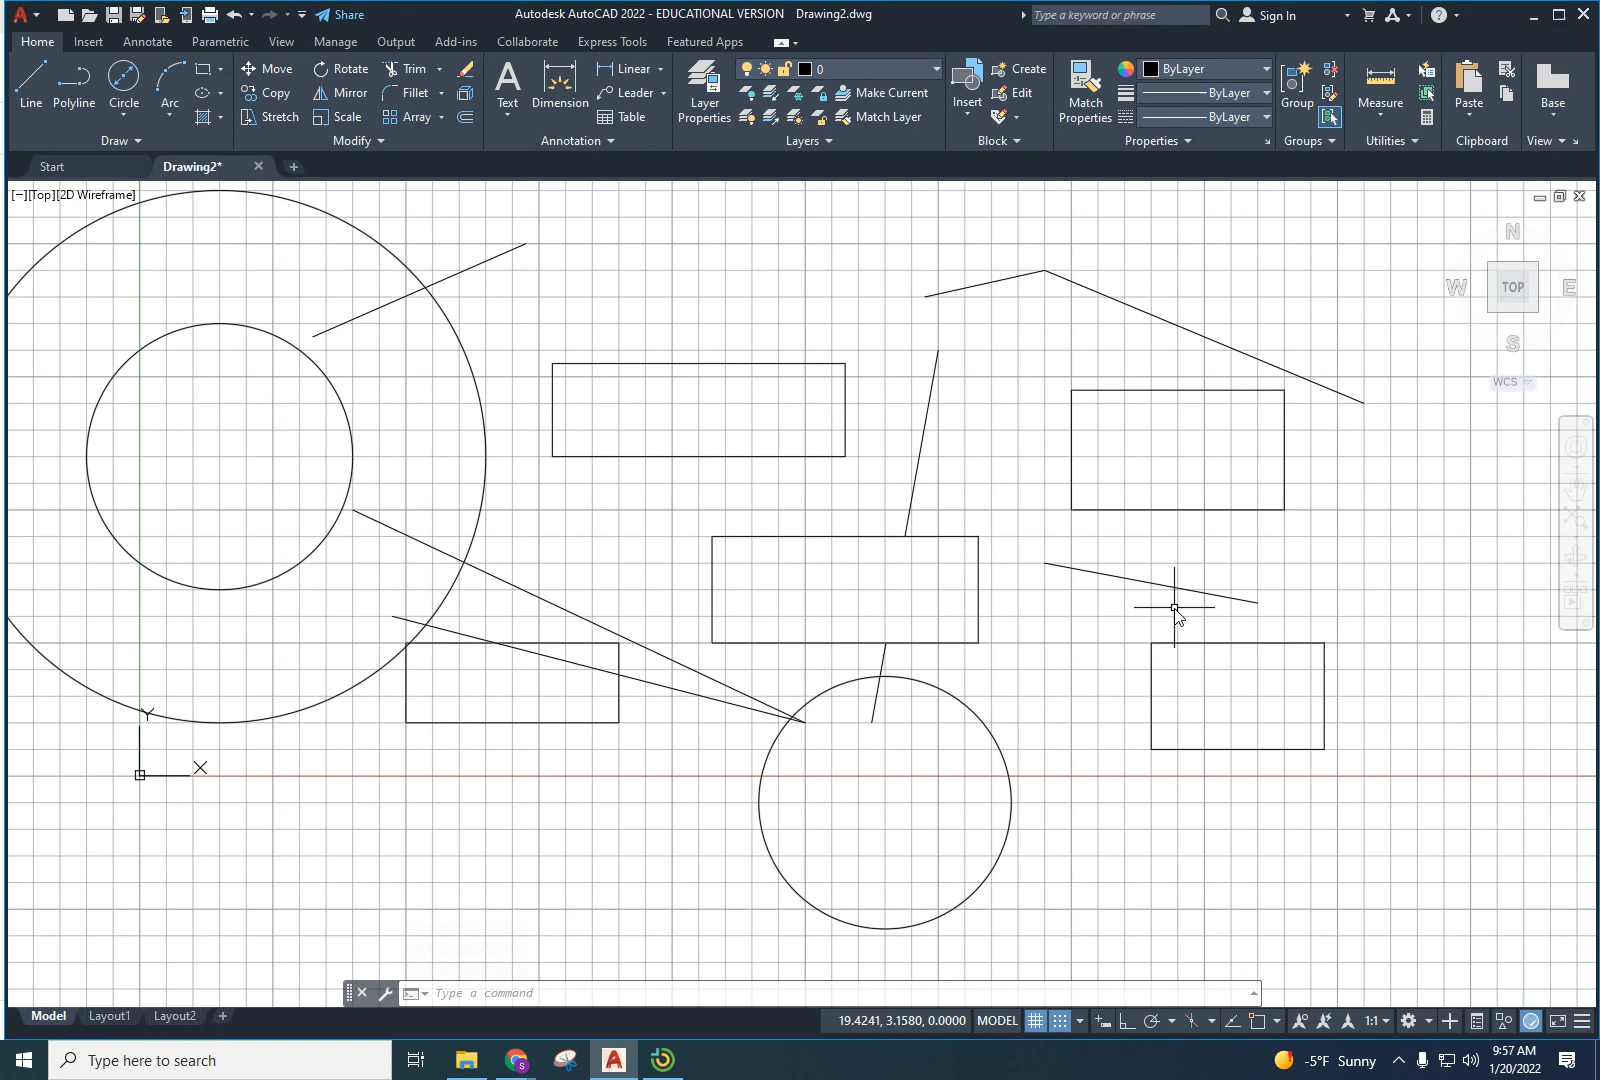 Share
Autodesk AutoCAD 2022 - EDUCATIONAL VERSION Drawing2.dwg
Type a keyword or phrase
Sign In
Home Insert Annotate Parametric View Manage Output Add-ins Collaborate Express Tools Featured Apps
Line Polyline Circle Arc
Move Rotate Trim
Copy Mirror Fillet
Stretch Scale Array
Text Dimension
Linear
Leader
Table
Layer Properties
0
Make Current
Match Layer
Insert
Create
Edit
Match Properties
ByLayer
ByLayer
ByLayer
Group
Measure
Paste
Base
Draw Modify Annotation Layers Block Properties Groups Utilities Clipboard View
Start Drawing2*
[−][Top][2D Wireframe]
N
W TOP E
S
WCS
Y
X
Type a command
Model Layout1 Layout2
19.4241, 3.1580, 0.0000 MODEL
1:1
Type here to search
S
A
-5°F Sunny
9:57 AM
1/20/2022